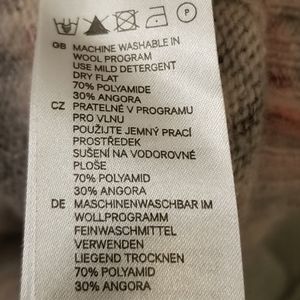 GB MACHINE WASHABLE IN
WOOL PROGRAM
USE MILD DETERGENT
DRY FLAT
70% POLYAMIDE
30% ANGORA
CZ PRATELNÉ V PROGRAMU
PRO VLNU
POUŽIJTE JEMNÝ PRACÍ
PROSTŘEDEK
SUŠENÍ NA VODOROVNÉ
PLOŠE
70% POLYAMID
30% ANGORA
DE MASCHINENWASCHBAR IM
WOLLPROGRAMM
FEINWASCHMITTEL
VERWENDEN
LIEGEND TROCKNEN
70% POLYAMID
30% ANGORA